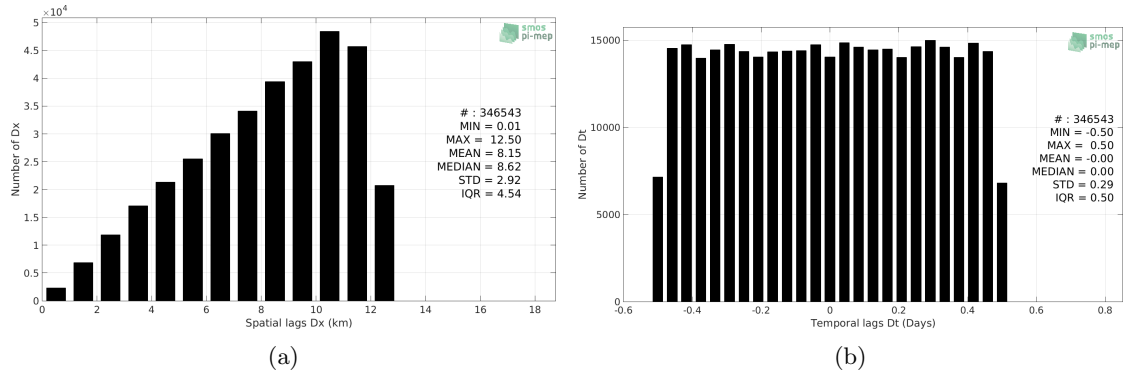 ×10⁴
5
4.5
4
3.5
3
2.5
2
1.5
1
0.5
0
Number of Dx
0 2 4 6 8 10 12 14 16 18
Spatial lags Dx (km)
smos
pi-mep
# : 346543
MIN = 0.01
MAX = 12.50
MEAN = 8.15
MEDIAN = 8.62
STD = 2.92
IQR = 4.54
(a)
15000
10000
5000
0
Number of Dt
-0.6 -0.4 -0.2 0 0.2 0.4 0.6 0.8
Temporal lags Dt (Days)
smos
pi-mep
# : 346543
MIN = -0.50
MAX = 0.50
MEAN = -0.00
MEDIAN = 0.00
STD = 0.29
IQR = 0.50
(b)